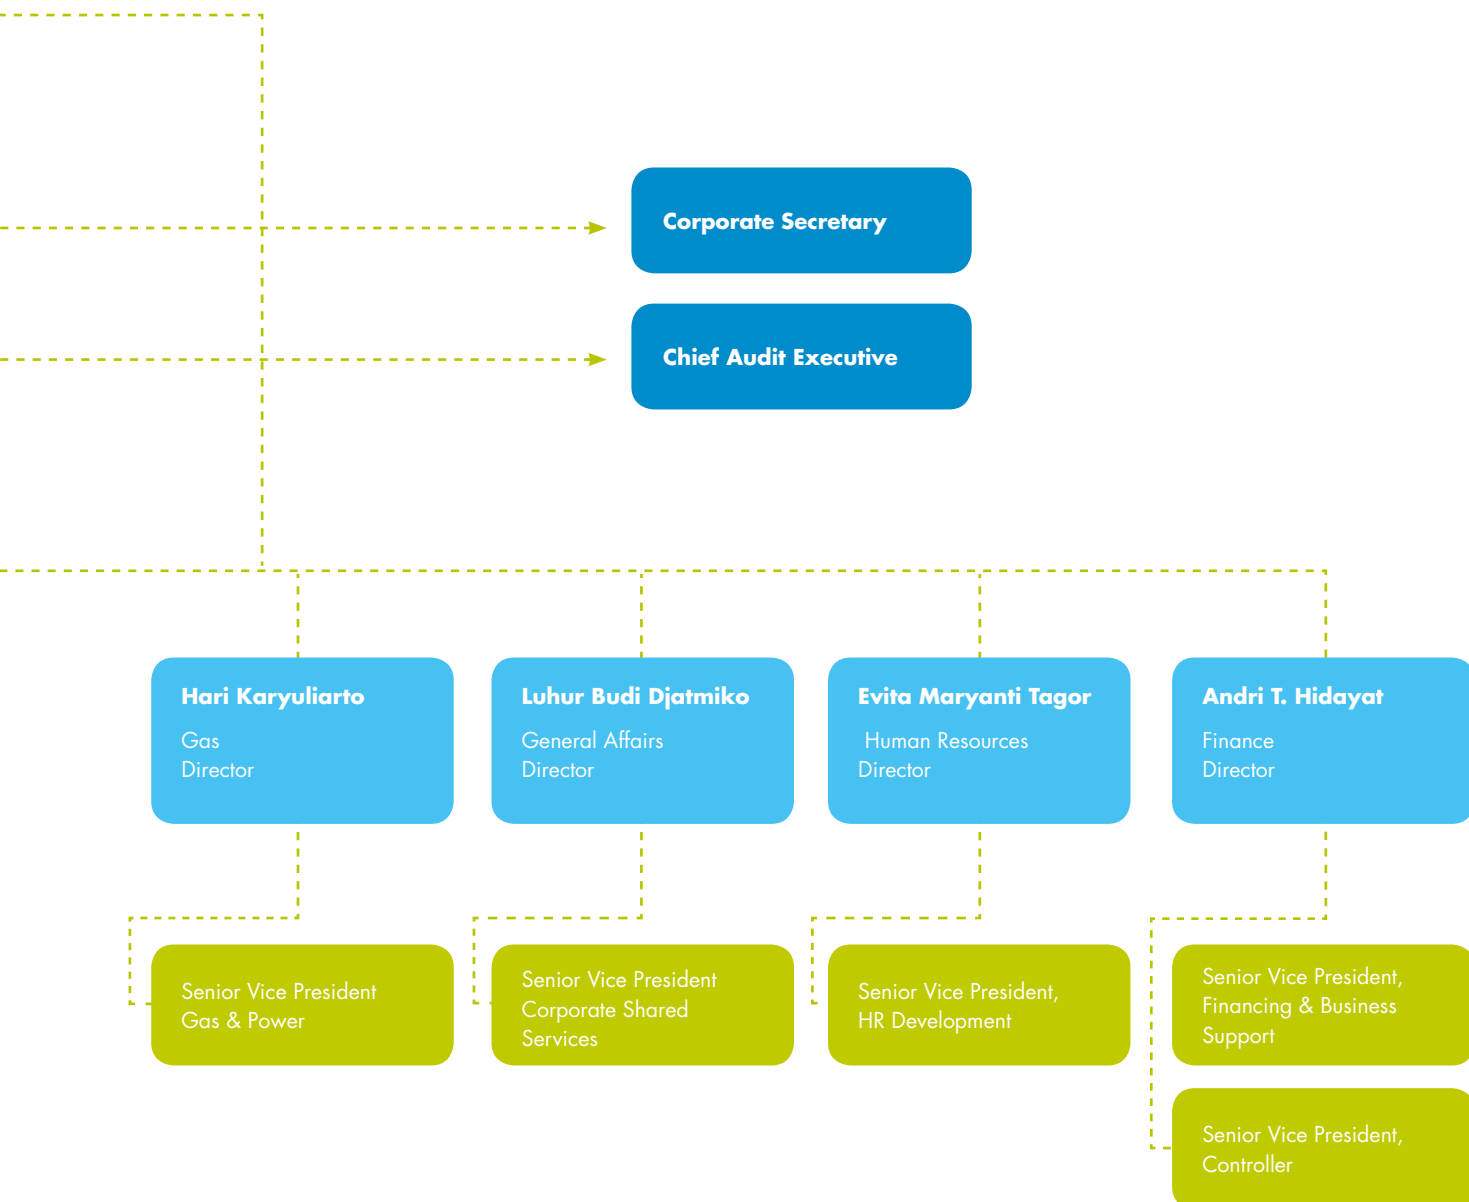 Corporate Secretary
Chief Audit Executive
Hari Karyuliarto
Gas
Director
Luhur Budi Djatmiko
General Affairs
Director
Evita Maryanti Tagor
Human Resources
Director
Andri T. Hidayat
Finance
Director
Senior Vice President
Gas & Power
Senior Vice President
Corporate Shared
Services
Senior Vice President,
HR Development
Senior Vice President,
Financing & Business
Support
Senior Vice President,
Controller